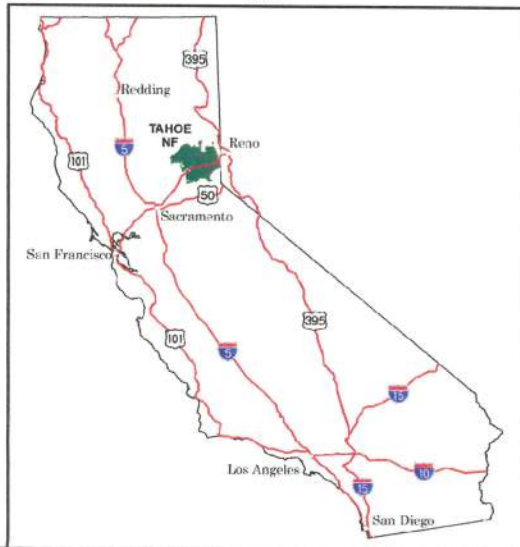 395
Redding
TAHOE
NF
Reno
101
5
50
Sacramento
San Francisco
395
101
5
15
Los Angeles
10
15
San Diego